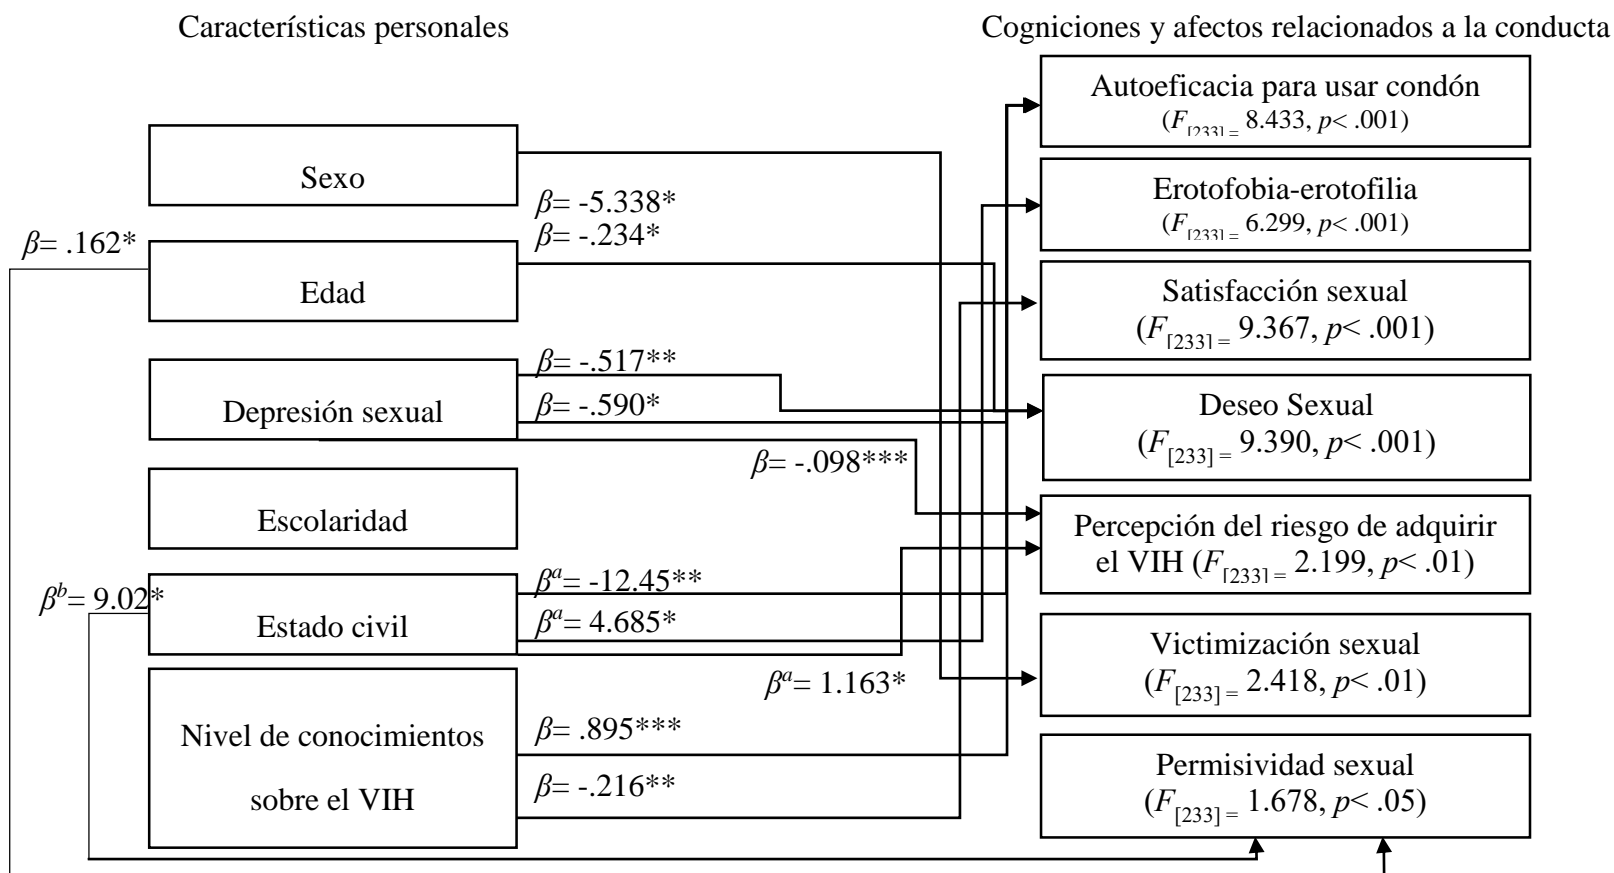 Características personales
Cogniciones y afectos relacionados a la conducta
Autoeficacia para usar condón
(F[233] = 8.433, p< .001)
Sexo
Erotofobia-erotofilia
(F[233] = 6.299, p< .001)
β= -5.338*
β= -.234*
β= .162*
Edad
Satisfacción sexual
(F[233] = 9.367, p< .001)
β= -.517**
Depresión sexual
β= -.590*
Deseo Sexual
(F[233] = 9.390, p< .001)
β= -.098***
Escolaridad
Percepción del riesgo de adquirir
el VIH (F[233] = 2.199, p< .01)
βᵇ= 9.02*
βᵃ= -12.45**
Estado civil
βᵃ= 4.685*
Victimización sexual
(F[233] = 2.418, p< .01)
βᵃ= 1.163*
Nivel de conocimientos
sobre el VIH
β= .895***
β= -.216**
Permisividad sexual
(F[233] = 1.678, p< .05)